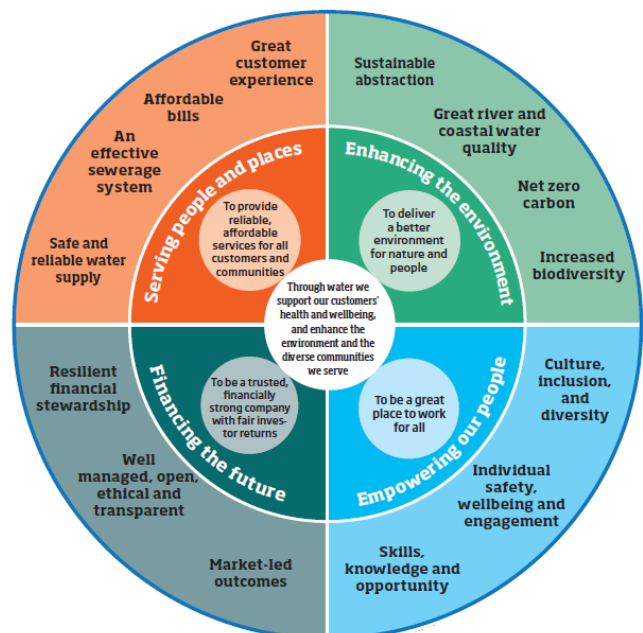 Great
customer
experience
Affordable
bills
An
effective
sewerage
system
Safe and
reliable water
supply
Serving people and places
To provide
reliable,
affordable
services for all
customers and
communities
Sustainable
abstraction
Great river and
coastal water
quality
Net zero
carbon
Increased
biodiversity
Enhancing the environment
To deliver
a better
environment
for nature and
people
Through water we
support our customers'
health and wellbeing,
and enhance the
environment and the
diverse communities
we serve
Resilient
financial
stewardship
Well
managed, open,
ethical and
transparent
Market-led
outcomes
Financing the future
To be a trusted,
financially
strong company
with fair inves-
tor returns
Culture,
inclusion,
and
diversity
Individual
safety,
wellbeing and
engagement
Skills,
knowledge and
opportunity
Empowering our people
To be a great
place to work
for all